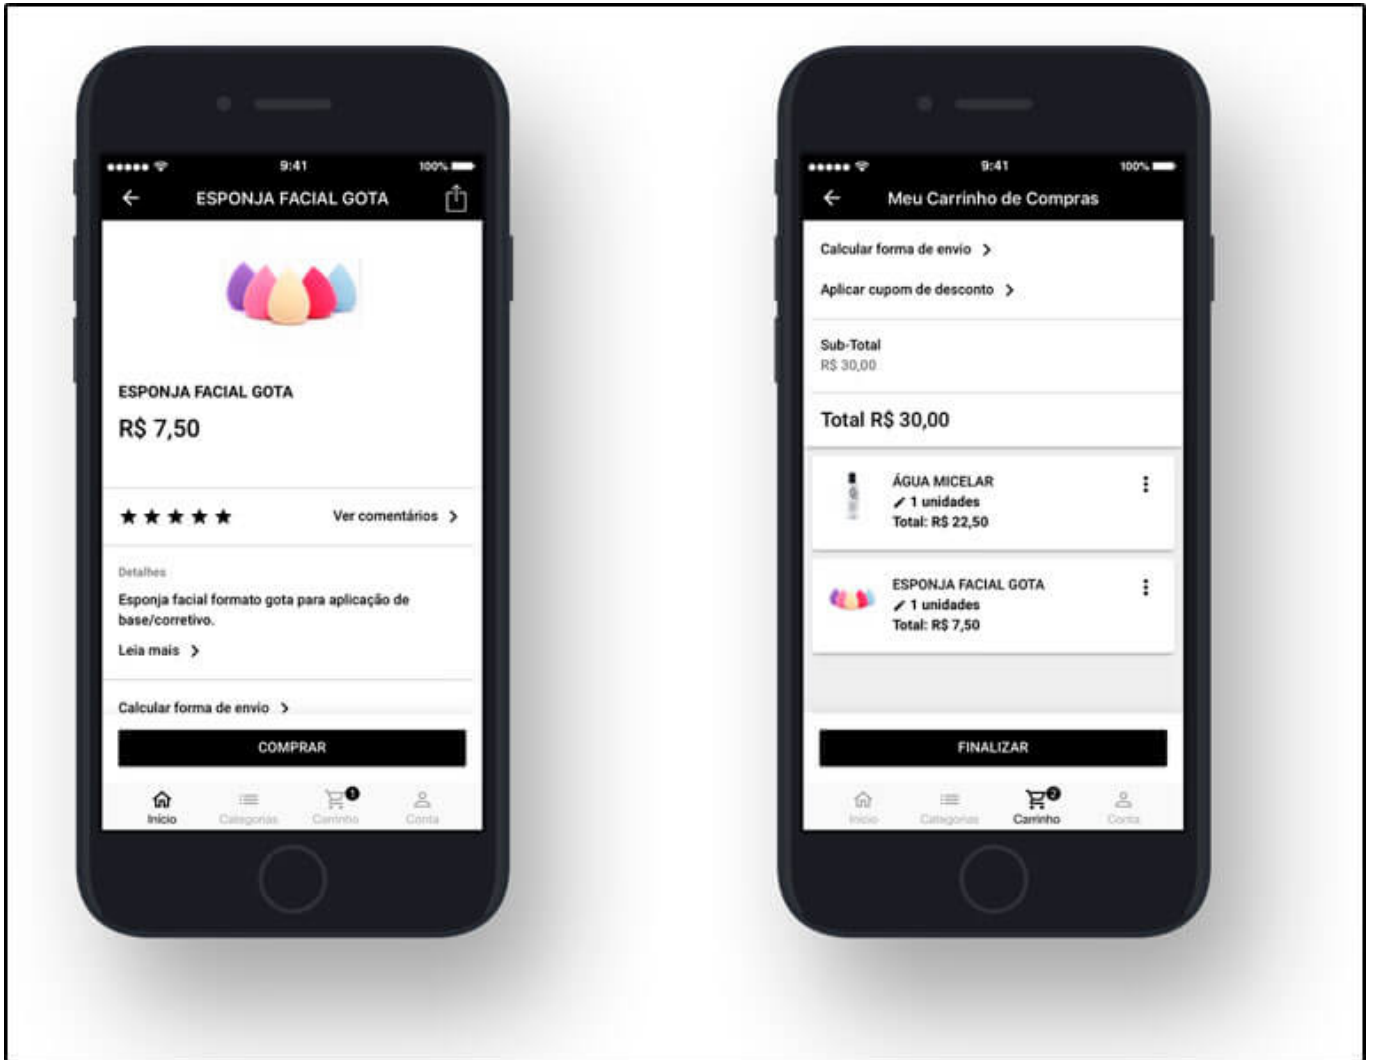 9:41
100%
ESPONJA FACIAL GOTA
ESPONJA FACIAL GOTA
R$ 7,50
Ver comentários
Detalhes
Esponja facial formato gota para aplicação de
base/corretivo.
Leia mais
Calcular forma de envio
COMPRAR
1
Início
Categorias
Carrinho
Conta
9:41
100%
Meu Carrinho de Compras
Calcular forma de envio
Aplicar cupom de desconto
Sub-Total
R$ 30,00
Total R$ 30,00
ÁGUA MICELAR
1 unidades
Total: R$ 22,50
ESPONJA FACIAL GOTA
1 unidades
Total: R$ 7,50
FINALIZAR
2
Início
Categorias
Carrinho
Conta